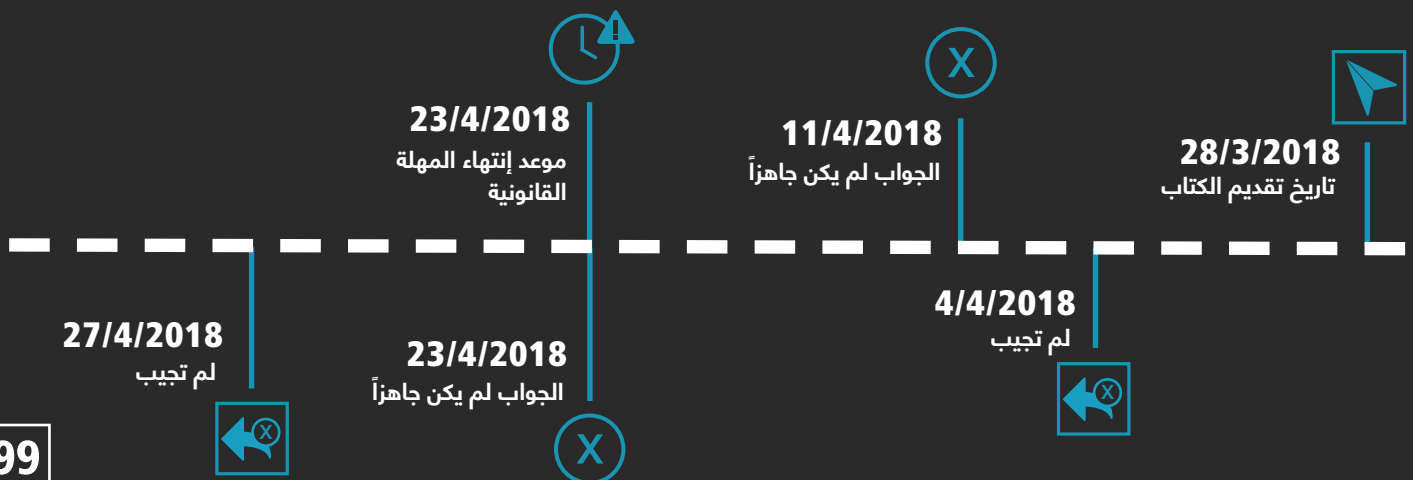 28/3/2018
تاريخ تقديم الكتاب
4/4/2018
لم تجيب
11/4/2018
الجواب لم يكن جاهزاً
23/4/2018
موعد إنتهاء المهلة
القانونية
23/4/2018
الجواب لم يكن جاهزاً
27/4/2018
لم تجيب
X
X
X
X
99